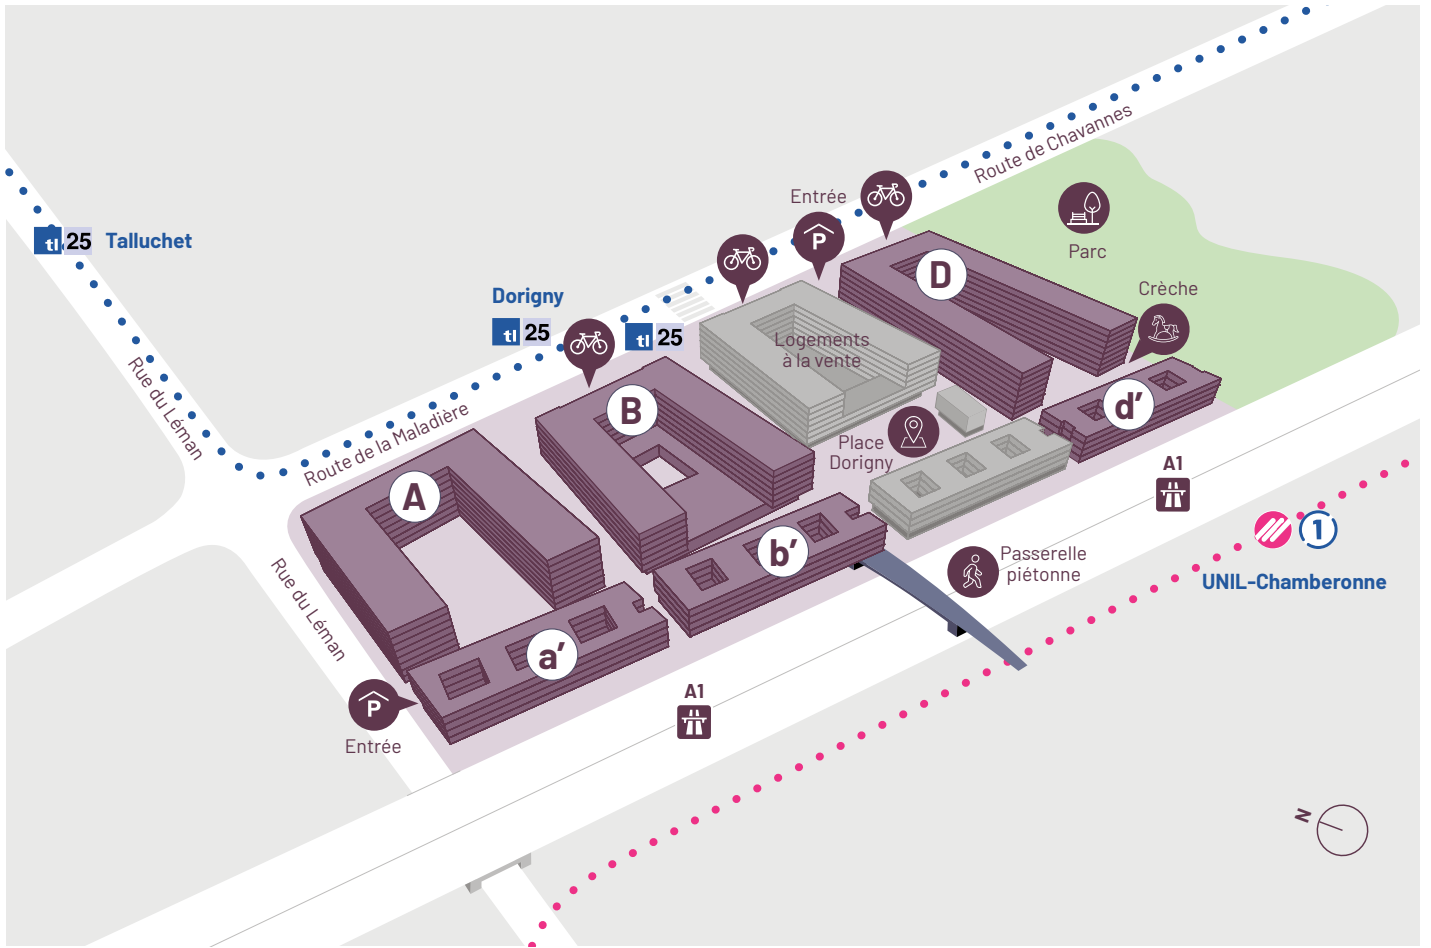 Route de Chavannes
Entrée
P
Parc
tl 25 Talluchet
Crèche
Dorigny
tl 25
tl 25
D
Logements
à la vente
Rue du Léman
Route de la Maladière
B
d’
Place
Dorigny
A
A1
1
UNIL-Chamberonne
b’
Passerelle
piétonne
Rue du Léman
a’
P
Entrée
A1
N